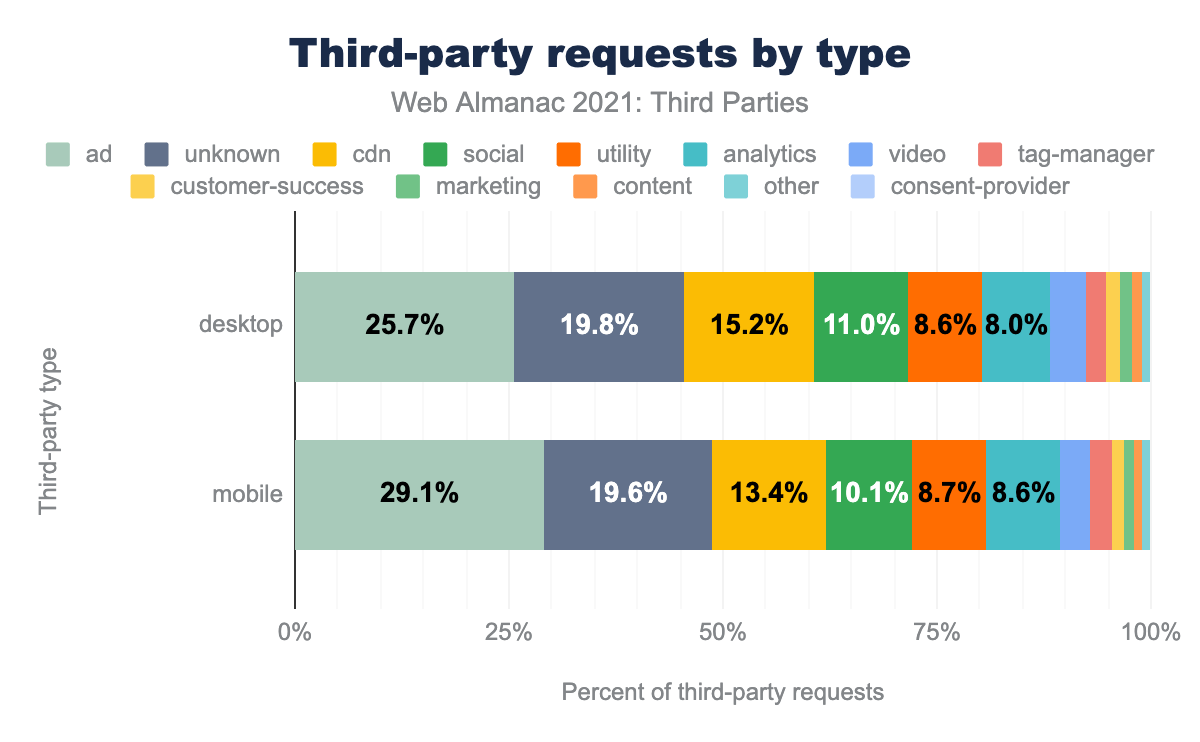 Third-party requests by type
Web Almanac 2021: Third Parties
ad unknown cdn social utility analytics video tag-manager
customer-success marketing content other consent-provider
Third-party type
desktop 25.7% 19.8% 15.2% 11.0% 8.6% 8.0%
mobile 29.1% 19.6% 13.4% 10.1% 8.7% 8.6%
0% 25% 50% 75% 100%
Percent of third-party requests